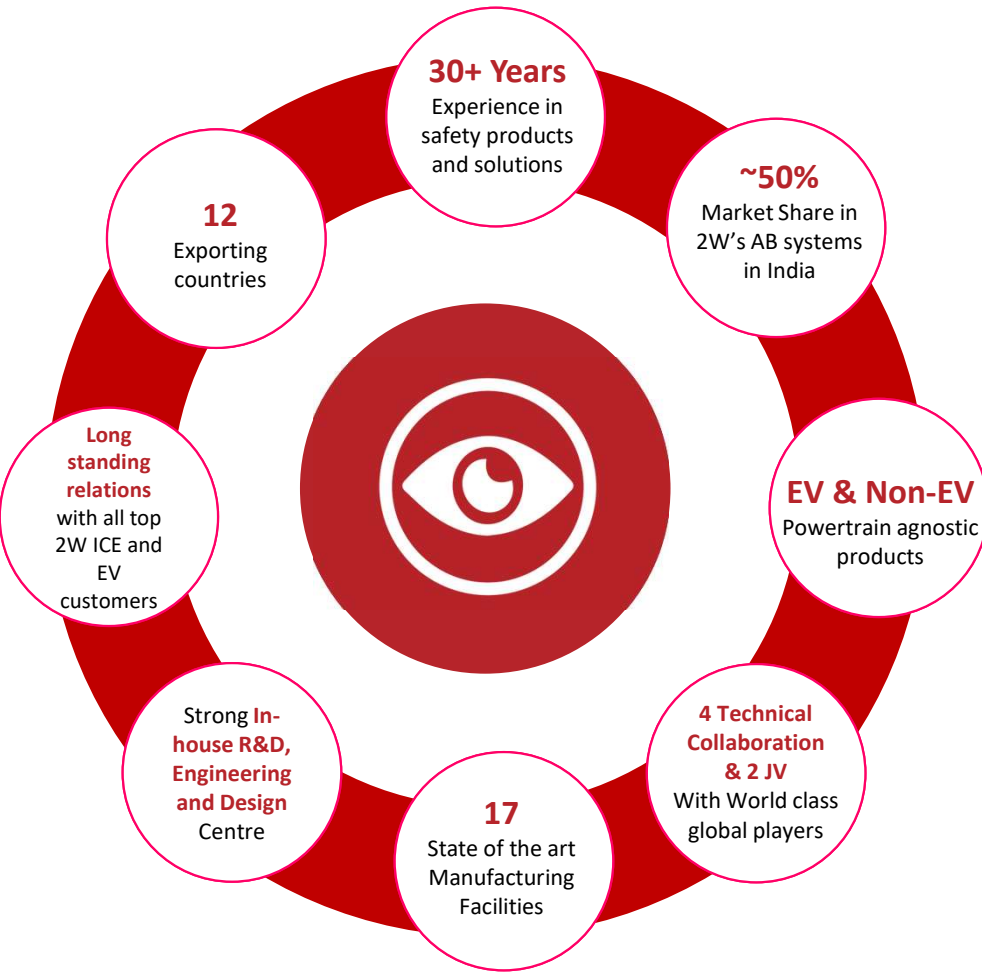 30+ Years
Experience in
safety products
and solutions
~50%
Market Share in
2W's AB systems
in India
EV & Non-EV
Powertrain agnostic
products
4 Technical
Collaboration
& 2 JV
With World class
global players
17
State of the art
Manufacturing
Facilities
Strong In-
house R&D,
Engineering
and Design
Centre
Long
standing
relations
with all top
2W ICE and
EV
customers
12
Exporting
countries